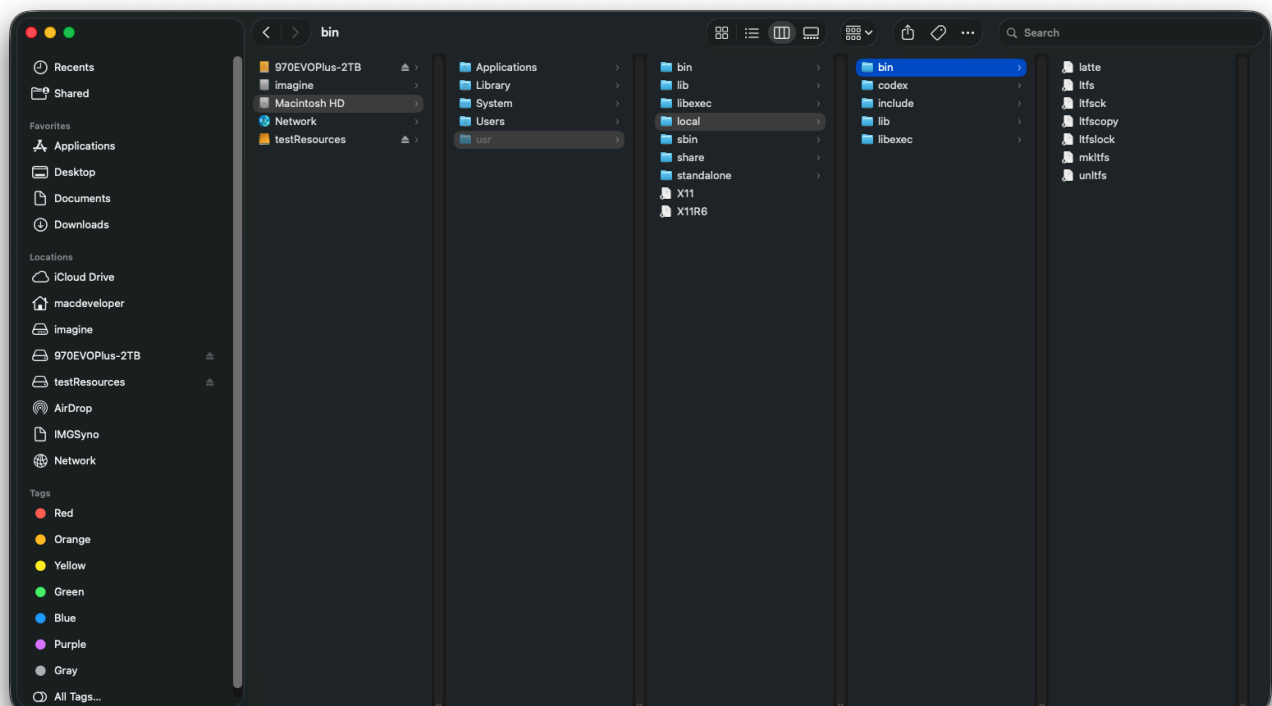 bin
Search
Recents
Shared
Favorites
Applications
Desktop
Documents
Downloads
Locations
iCloud Drive
macdeveloper
imagine
970EVOPlus-2TB
testResources
AirDrop
IMGSyno
Network
Tags
Red
Orange
Yellow
Green
Blue
Purple
Gray
All Tags...
970EVOPlus-2TB
imagine
Macintosh HD
Network
testResources
Applications
Library
System
Users
usr
bin
lib
libexec
local
sbin
share
standalone
X11
X11R6
bin
codex
include
lib
libexec
latte
ltfs
ltfsck
ltfscopy
ltfslock
mkltfs
unltfs